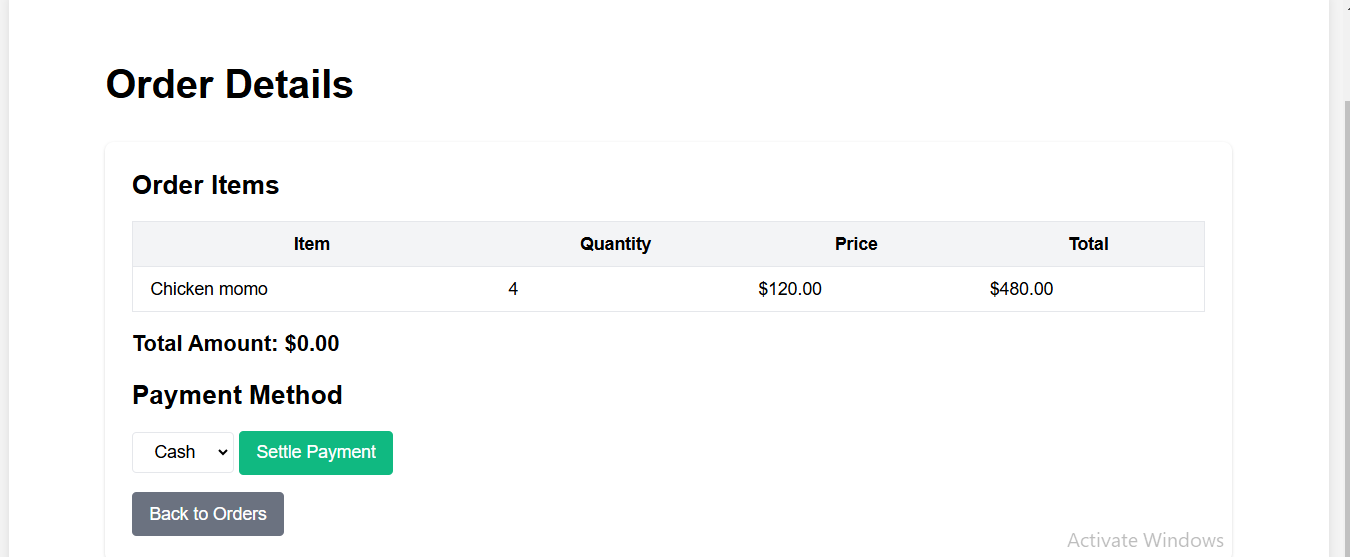 Order Details
Order Items
Item Quantity Price Total
Chicken momo 4 $120.00 $480.00
Total Amount: $0.00
Payment Method
Cash Settle Payment
Back to Orders
Activate Windows